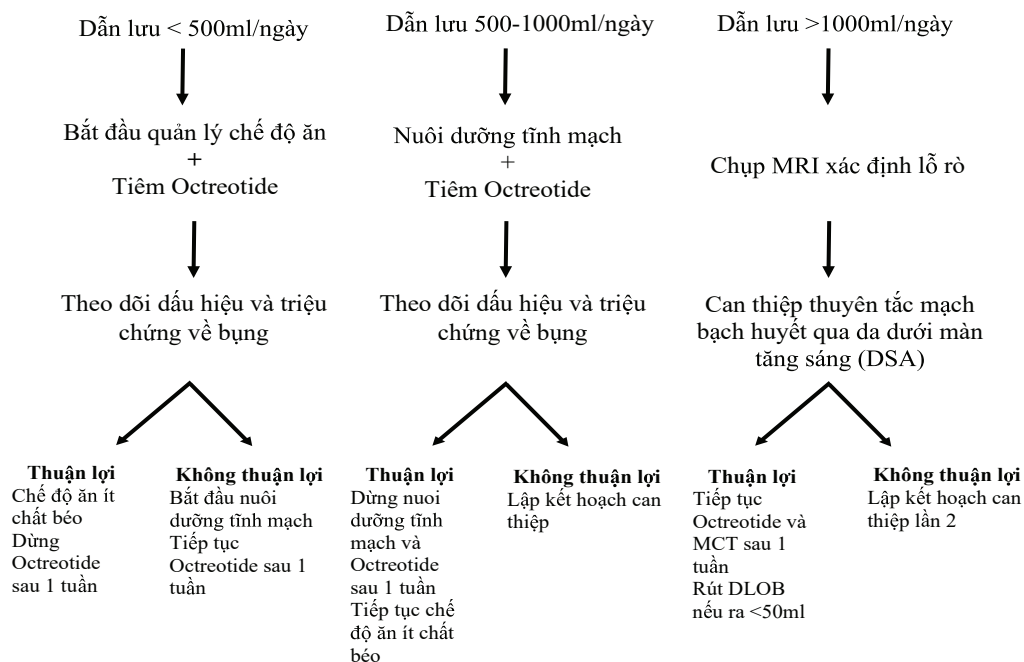 Dẫn lưu < 500ml/ngày
Bắt đầu quản lý chế độ ăn
+
Tiêm Octreotide
Theo dõi dấu hiệu và triệu
chứng về bụng
Thuận lợi
Chế độ ăn ít
chất béo
Dừng
Octreotide
sau 1 tuần
Không thuận lợi
Bắt đầu nuôi
dưỡng tĩnh mạch
Tiếp tục
Octreotide sau 1
tuần
Dẫn lưu 500-1000ml/ngày
Nuôi dưỡng tĩnh mạch
+
Tiêm Octreotide
Theo dõi dấu hiệu và triệu
chứng về bụng
Thuận lợi
Dừng nuoi
dưỡng tĩnh
mạch và
Octreotide
sau 1 tuần
Tiếp tục chế
độ ăn ít chất
béo
Không thuận lợi
Lập kết hoạch can
thiệp
Dẫn lưu >1000ml/ngày
Chụp MRI xác định lỗ rò
Can thiệp thuyên tắc mạch
bạch huyết qua da dưới màn
tăng sáng (DSA)
Thuận lợi
Tiếp tục
Octreotide và
MCT sau 1
tuần
Rút DLOB
nếu ra <50ml
Không thuận lợi
Lập kết hoạch can
thiệp lần 2